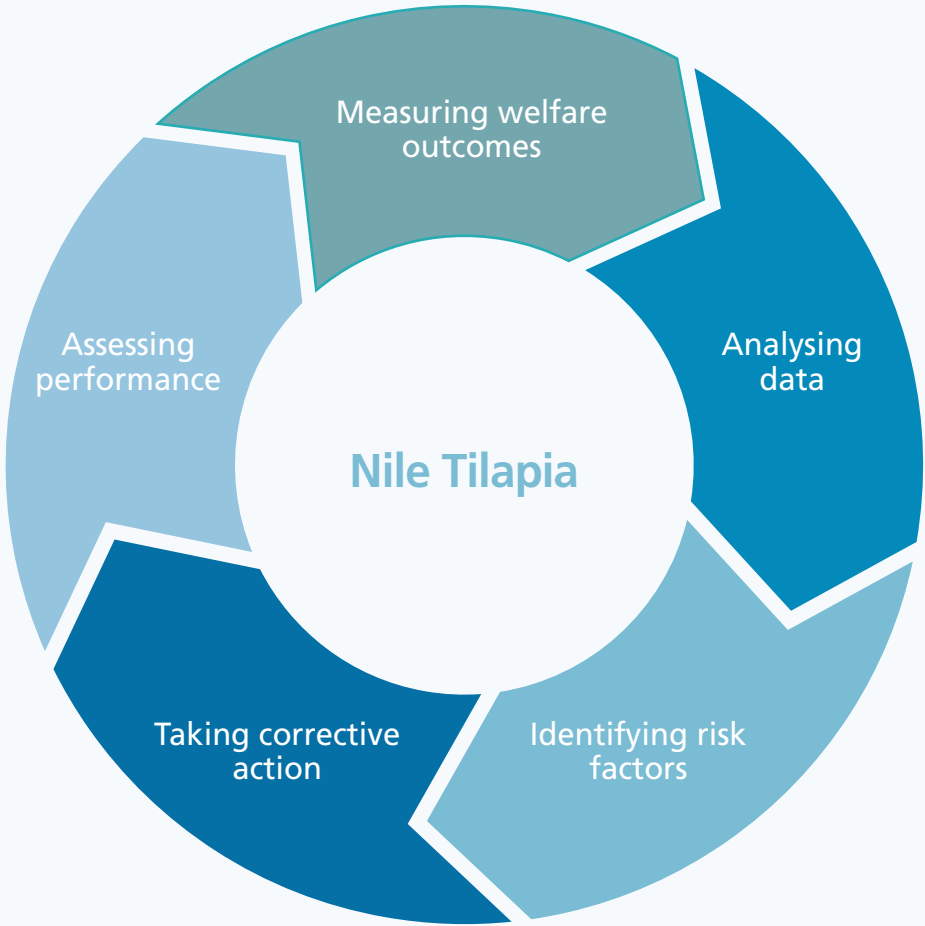 Measuring welfare
outcomes
Analysing
data
Identifying risk
factors
Taking corrective
action
Assessing
performance
Nile Tilapia